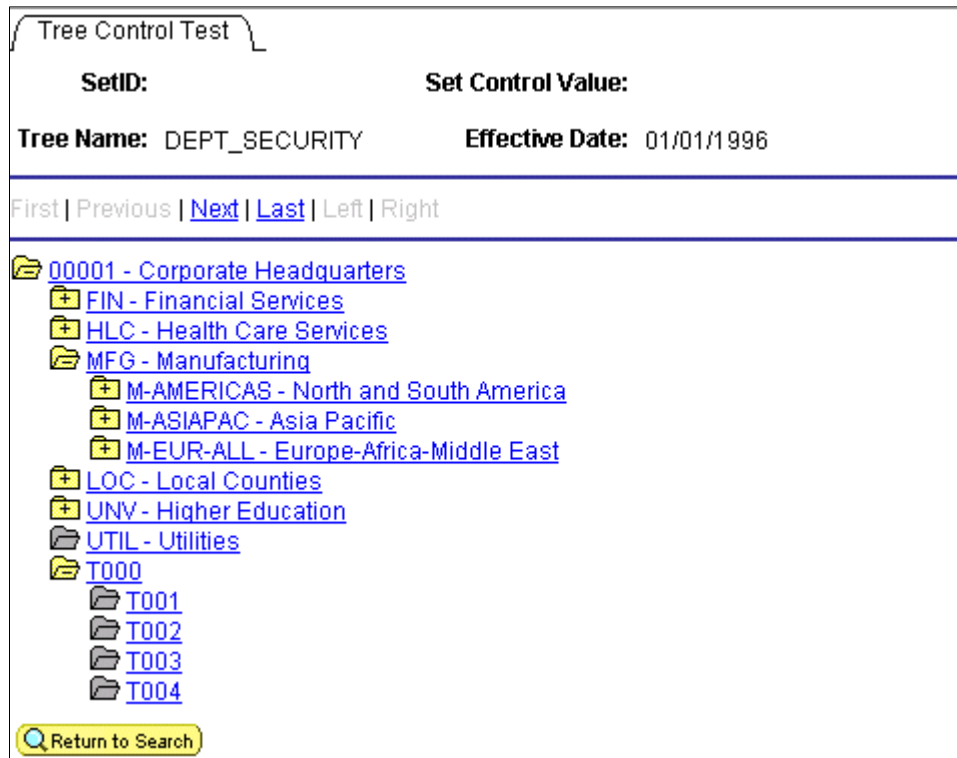 Tree Control Test
SetID: Set Control Value:
Tree Name: DEPT_SECURITY Effective Date: 01/01/1996
First | Previous | Next | Last | Left | Right
00001 - Corporate Headquarters
FIN - Financial Services
HLC - Health Care Services
MFG - Manufacturing
M-AMERICAS - North and South America
M-ASIAPAC - Asia Pacific
M-EUR-ALL - Europe-Africa-Middle East
LOC - Local Counties
UNV - Higher Education
UTIL - Utilities
T000
T001
T002
T003
T004
Return to Search